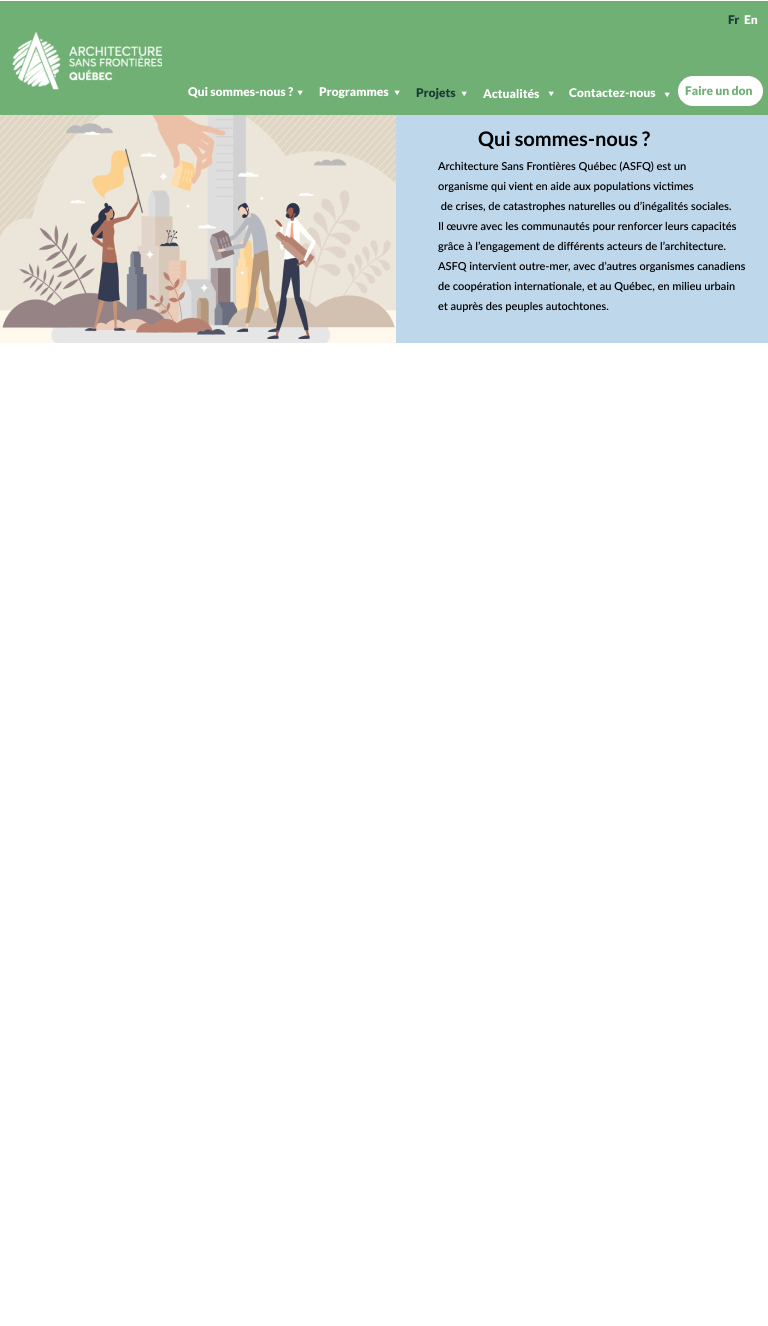 Fr En
ARCHITECTURE
SANS FRONTIÈRES
QUÉBEC
Qui sommes-nous ? ▾ Programmes ▾ Projets ▾ Actualités ▾ Contactez-nous ▾ Faire un don
Qui sommes-nous ?
Architecture Sans Frontières Québec (ASFQ) est un
organisme qui vient en aide aux populations victimes
de crises, de catastrophes naturelles ou d’inégalités sociales.
Il œuvre avec les communautés pour renforcer leurs capacités
grâce à l’engagement de différents acteurs de l’architecture.
ASFQ intervient outre-mer, avec d’autres organismes canadiens
de coopération internationale, et au Québec, en milieu urbain
et auprès des peuples autochtones.